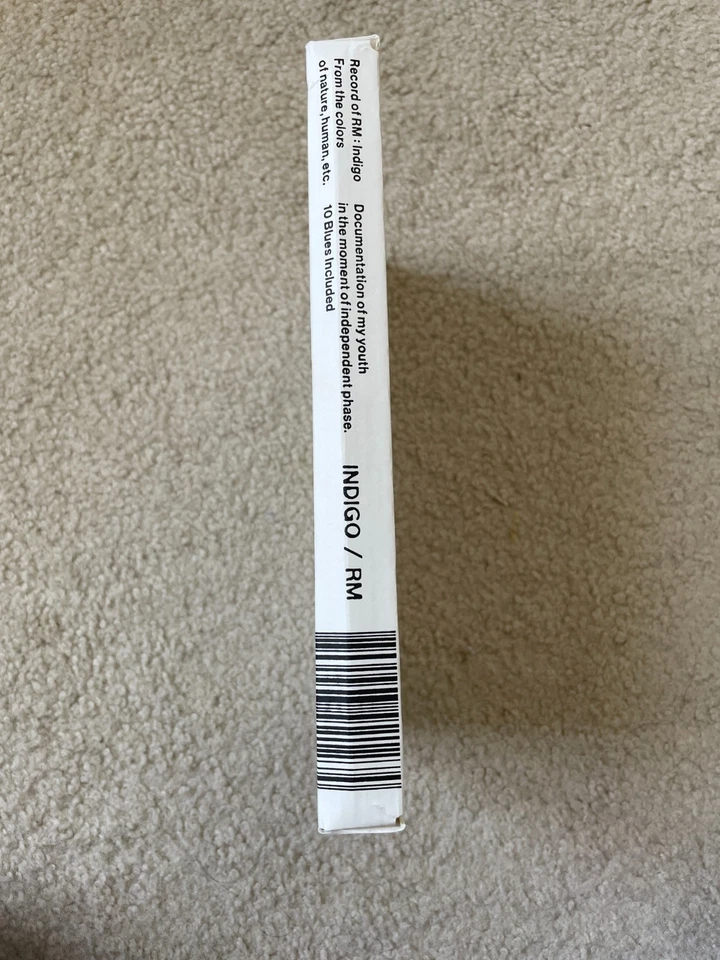 Record of RM : Indigo
From the colors
of nature, human, etc.
Documentation of my youth
in the moment of independent phase.
10 Blues Included
INDIGO / RM